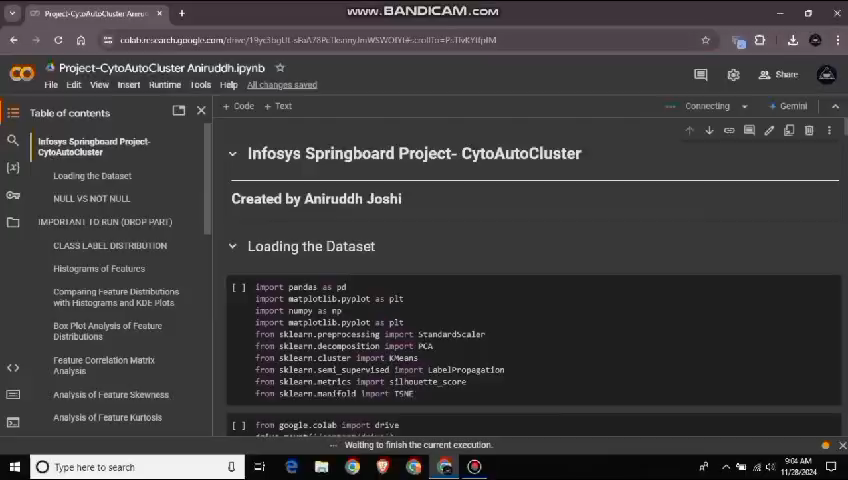 www.BANDICAM.com
Project-CytoAutoCluster Anirud
colab.research.google.com/drive/
Project-CytoAutoCluster Aniruddh.ipynb
File Edit View Insert Runtime Tools Help All changes saved
Share
Table of contents
+ Code + Text
Connecting
Gemini
Infosys Springboard Project-
CytoAutoCluster
Loading the Dataset
NULL VS NOT NULL
IMPORTANT TO RUN (DROP PART)
CLASS LABEL DISTRIBUTION
Histograms of Features
Comparing Feature Distributions
with Histograms and KDE Plots
Box Plot Analysis of Feature
Distributions
Feature Correlation Matrix
Analysis
Analysis of Feature Skewness
Analysis of Feature Kurtosis
Infosys Springboard Project- CytoAutoCluster
Created by Aniruddh Joshi
Loading the Dataset
[ ] import pandas as pd
import matplotlib.pyplot as plt
import numpy as np
import matplotlib.pyplot as plt
from sklearn.preprocessing import StandardScaler
from sklearn.decomposition import PCA
from sklearn.cluster import KMeans
from sklearn.semi_supervised import LabelPropagation
from sklearn.metrics import silhouette_score
from sklearn.manifold import TSNE
[ ] from google.colab import drive
Waiting to finish the current execution.
Type here to search
9:04 AM
11/28/2024